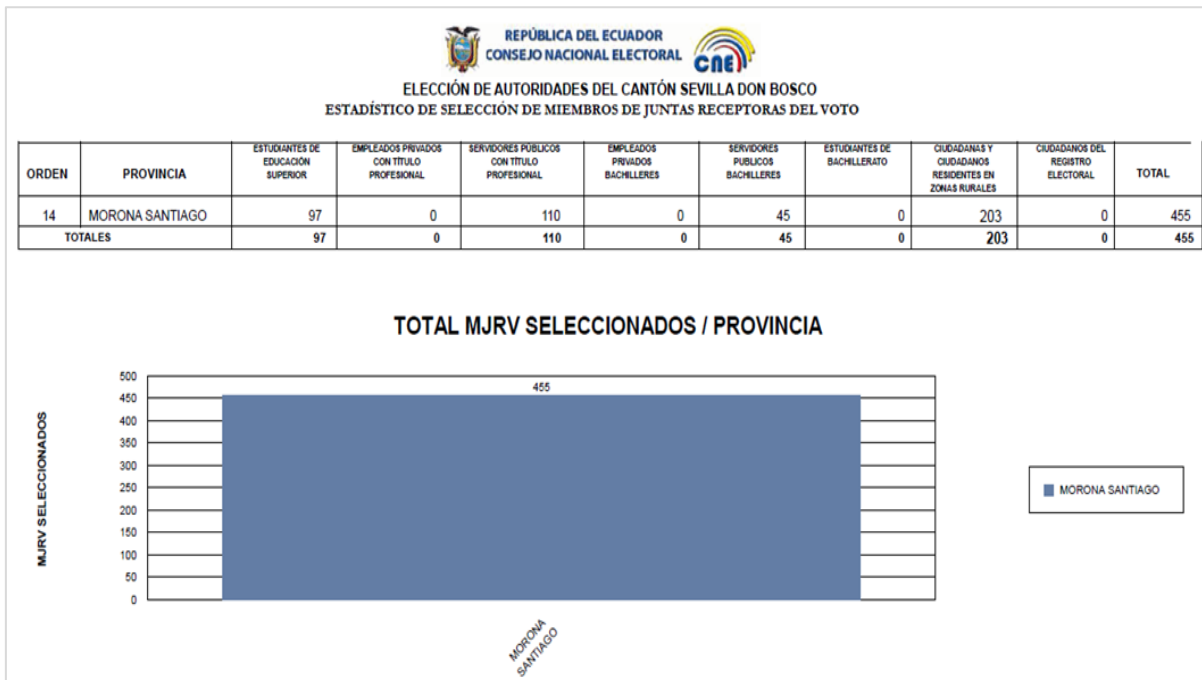 REPÚBLICA DEL ECUADOR
CONSEJO NACIONAL ELECTORAL
CNE
ELECCIÓN DE AUTORIDADES DEL CANTÓN SEVILLA DON BOSCO
ESTADÍSTICO DE SELECCIÓN DE MIEMBROS DE JUNTAS RECEPTORAS DEL VOTO
ORDEN PROVINCIA ESTUDIANTES DE EDUCACIÓN SUPERIOR EMPLEADOS PRIVADOS CON TÍTULO PROFESIONAL SERVIDORES PÚBLICOS CON TÍTULO PROFESIONAL EMPLEADOS PRIVADOS BACHILLERES SERVIDORES PUBLICOS BACHILLERES ESTUDIANTES DE BACHILLERATO CIUDADANAS Y CIUDADANOS RESIDENTES EN ZONAS RURALES CIUDADANOS DEL REGISTRO ELECTORAL TOTAL
14 MORONA SANTIAGO 97 0 110 0 45 0 203 0 455
TOTALES 97 0 110 0 45 0 203 0 455
TOTAL MJRV SELECCIONADOS / PROVINCIA
MJRV SELECCIONADOS
500
450
400
350
300
250
200
150
100
50
0
455
MORONA
SANTIAGO
MORONA SANTIAGO